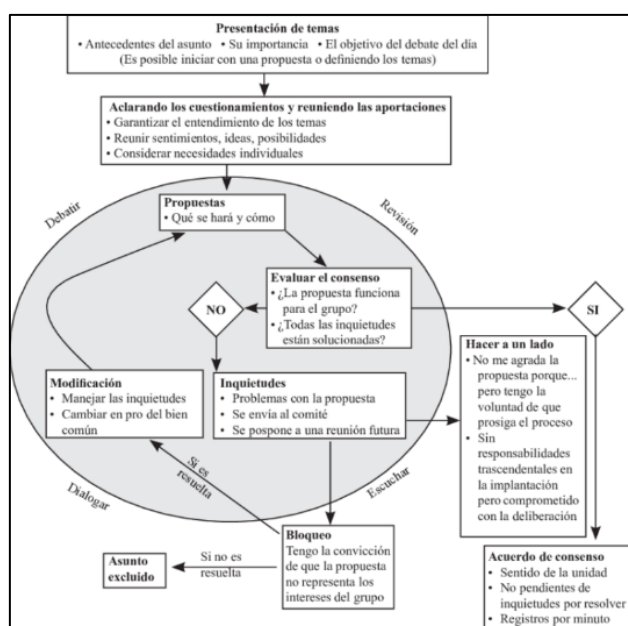 Presentación de temas
• Antecedentes del asunto • Su importancia • El objetivo del debate del día
(Es posible iniciar con una propuesta o definiendo los temas)
Aclarando los cuestionamientos y reuniendo las aportaciones
• Garantizar el entendimiento de los temas
• Reunir sentimientos, ideas, posibilidades
• Considerar necesidades individuales
Debatir
Revisión
Propuestas
• Qué se hará y cómo
Evaluar el consenso
• ¿La propuesta funciona
para el grupo?
• ¿Todas las inquietudes
están solucionadas?
NO
SI
Hacer a un lado
• No me agrada la
propuesta porque...
pero tengo la
voluntad de que
prosiga el proceso
• Sin
responsabilidades
trascendentales en
la implantación
pero comprometido
con la deliberación
Modificación
• Manejar las inquietudes
• Cambiar en pro del bien
común
Inquietudes
• Problemas con la propuesta
• Se envía al comité
• Se pospone a una reunión futura
Dialogar
Si es
resuelta
Escuchar
Bloqueo
Tengo la convicción
de que la propuesta
no representa los
intereses del grupo
Si no es
resuelta
Asunto
excluido
Acuerdo de consenso
• Sentido de la unidad
• No pendientes de
inquietudes por resolver
• Registros por minuto